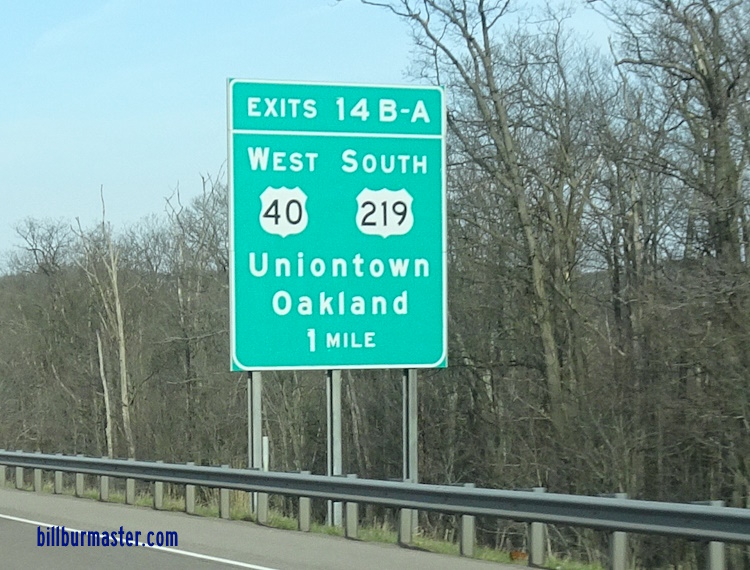 EXITS 14 B-A
WEST SOUTH
40 219
Uniontown
Oakland
1 MILE
billburmaster.com